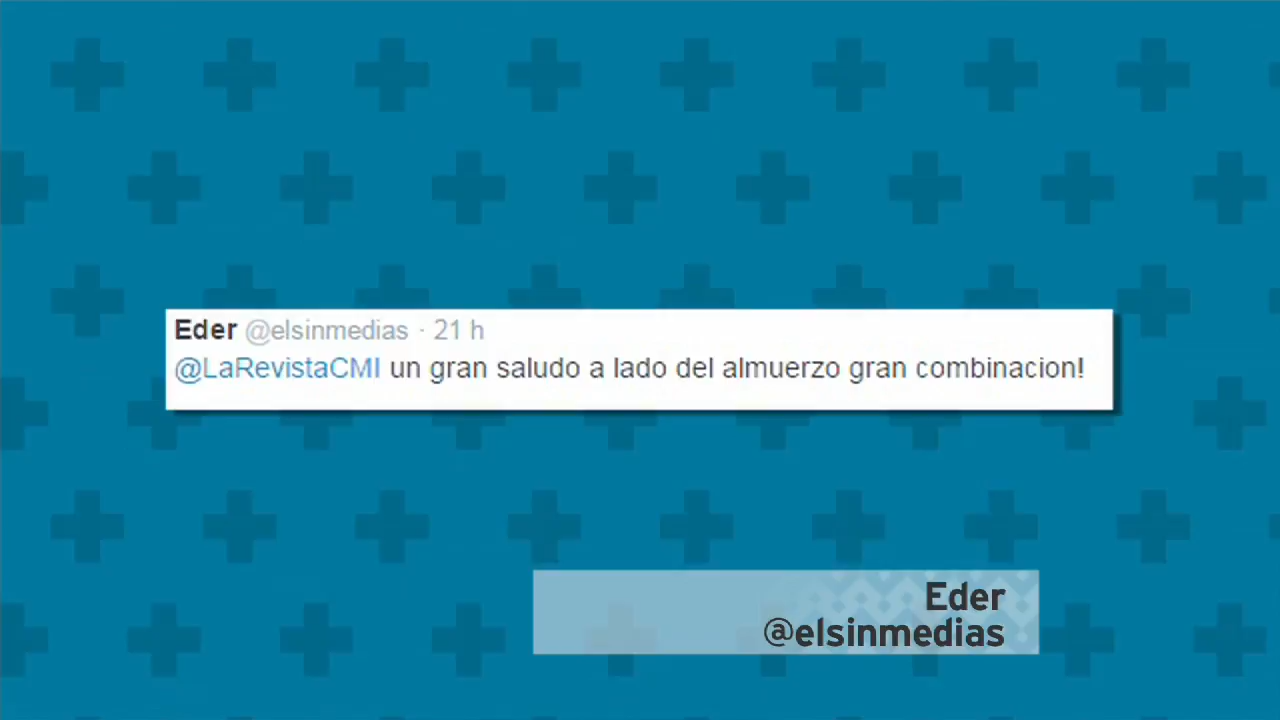 Eder @elsinmedias · 21 h
@LaRevistaCMI un gran saludo a lado del almuerzo gran combinacion!
Eder
@elsinmedias